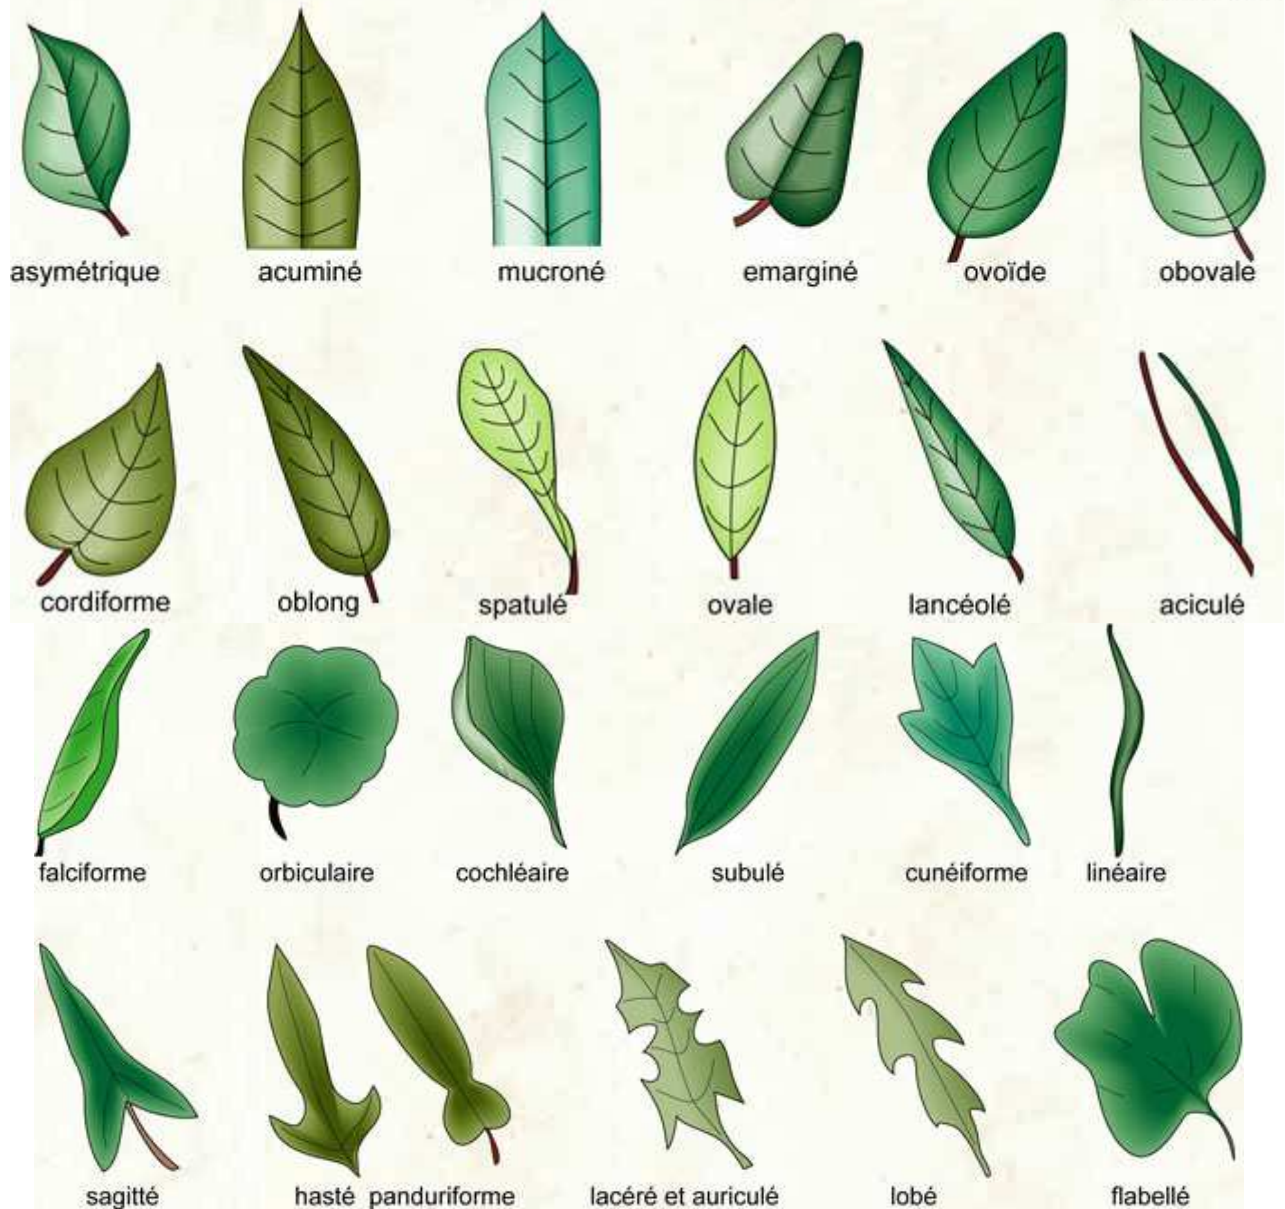 asymétrique acuminé mucroné emarginé ovoïde obovale
cordiforme oblong spatulé ovale lancéolé aciculé
falciforme orbiculaire cochléaire subulé cunéiforme linéaire
sagitté hasté panduriforme lacéré et auriculé lobé flabellé